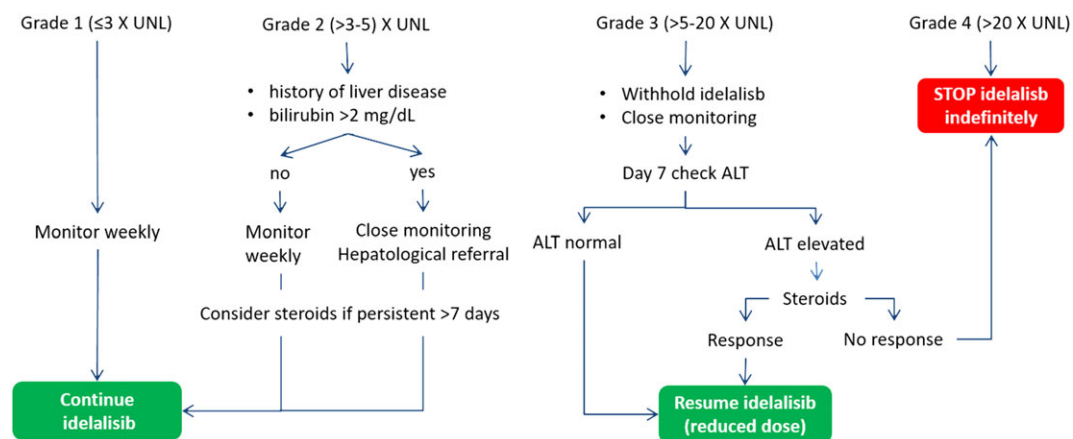 Grade 1 (≤3 X UNL)
Grade 2 (>3-5) X UNL
Grade 3 (>5-20 X UNL)
Grade 4 (>20 X UNL)
• history of liver disease
• bilirubin >2 mg/dL
• Withhold idelalisb
• Close monitoring
STOP idelalisb
indefinitely
no
yes
Day 7 check ALT
Monitor weekly
Monitor
weekly
Close monitoring
Hepatological referral
ALT normal
ALT elevated
Consider steroids if persistent >7 days
Steroids
Response
No response
Continue
idelalisib
Resume idelalisib
(reduced dose)